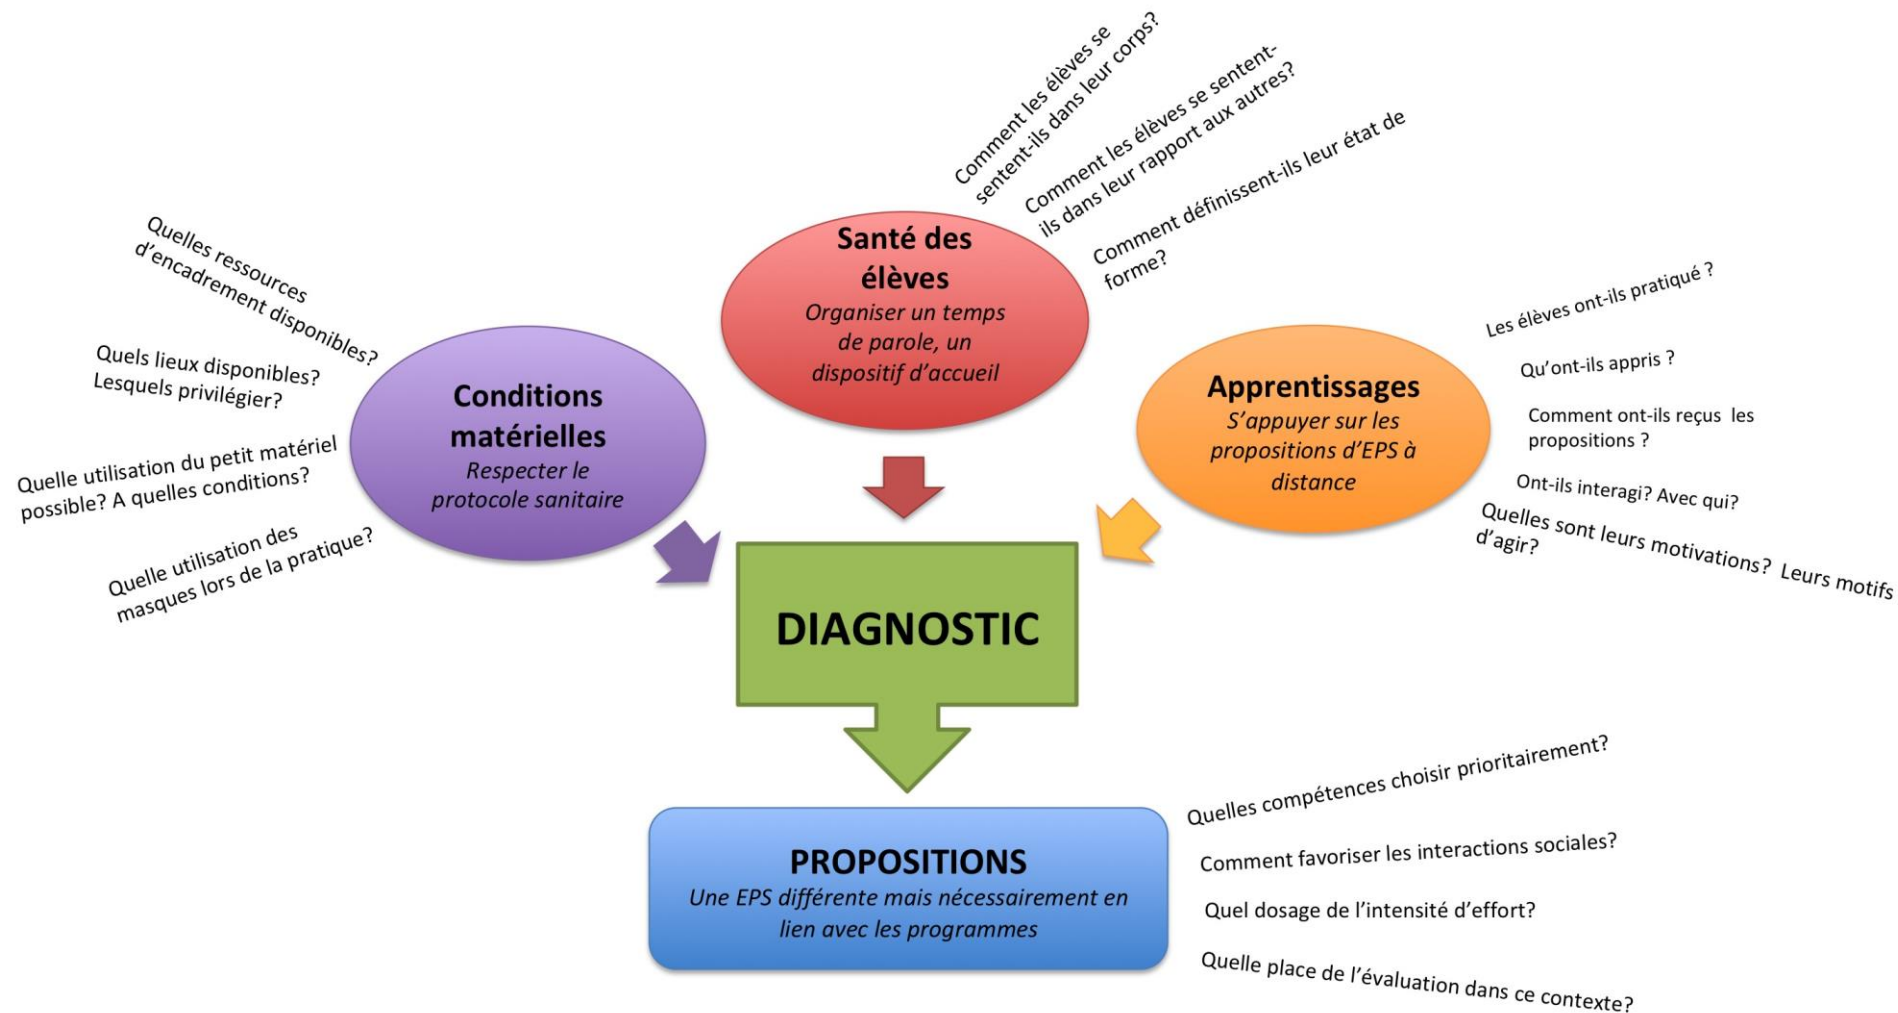 Comment les élèves se
sentent-ils dans leur corps?
Comment les élèves se sentent-
ils dans leur rapport aux autres?
Comment définissent-ils leur état de
forme?
Santé des
élèves
Organiser un temps
de parole, un
dispositif d’accueil
Quelles ressources
d’encadrement disponibles?
Quels lieux disponibles?
Lesquels privilégier?
Quelle utilisation du petit matériel
possible? A quelles conditions?
Quelle utilisation des
masques lors de la pratique?
Conditions
matérielles
Respecter le
protocole sanitaire
Apprentissages
S’appuyer sur les
propositions d’EPS à
distance
Les élèves ont-ils pratiqué ?
Qu’ont-ils appris ?
Comment ont-ils reçus les
propositions ?
Ont-ils interagi? Avec qui?
Quelles sont leurs motivations? Leurs motifs
d’agir?
DIAGNOSTIC
PROPOSITIONS
Une EPS différente mais nécessairement en
lien avec les programmes
Quelles compétences choisir prioritairement?
Comment favoriser les interactions sociales?
Quel dosage de l’intensité d’effort?
Quelle place de l’évaluation dans ce contexte?